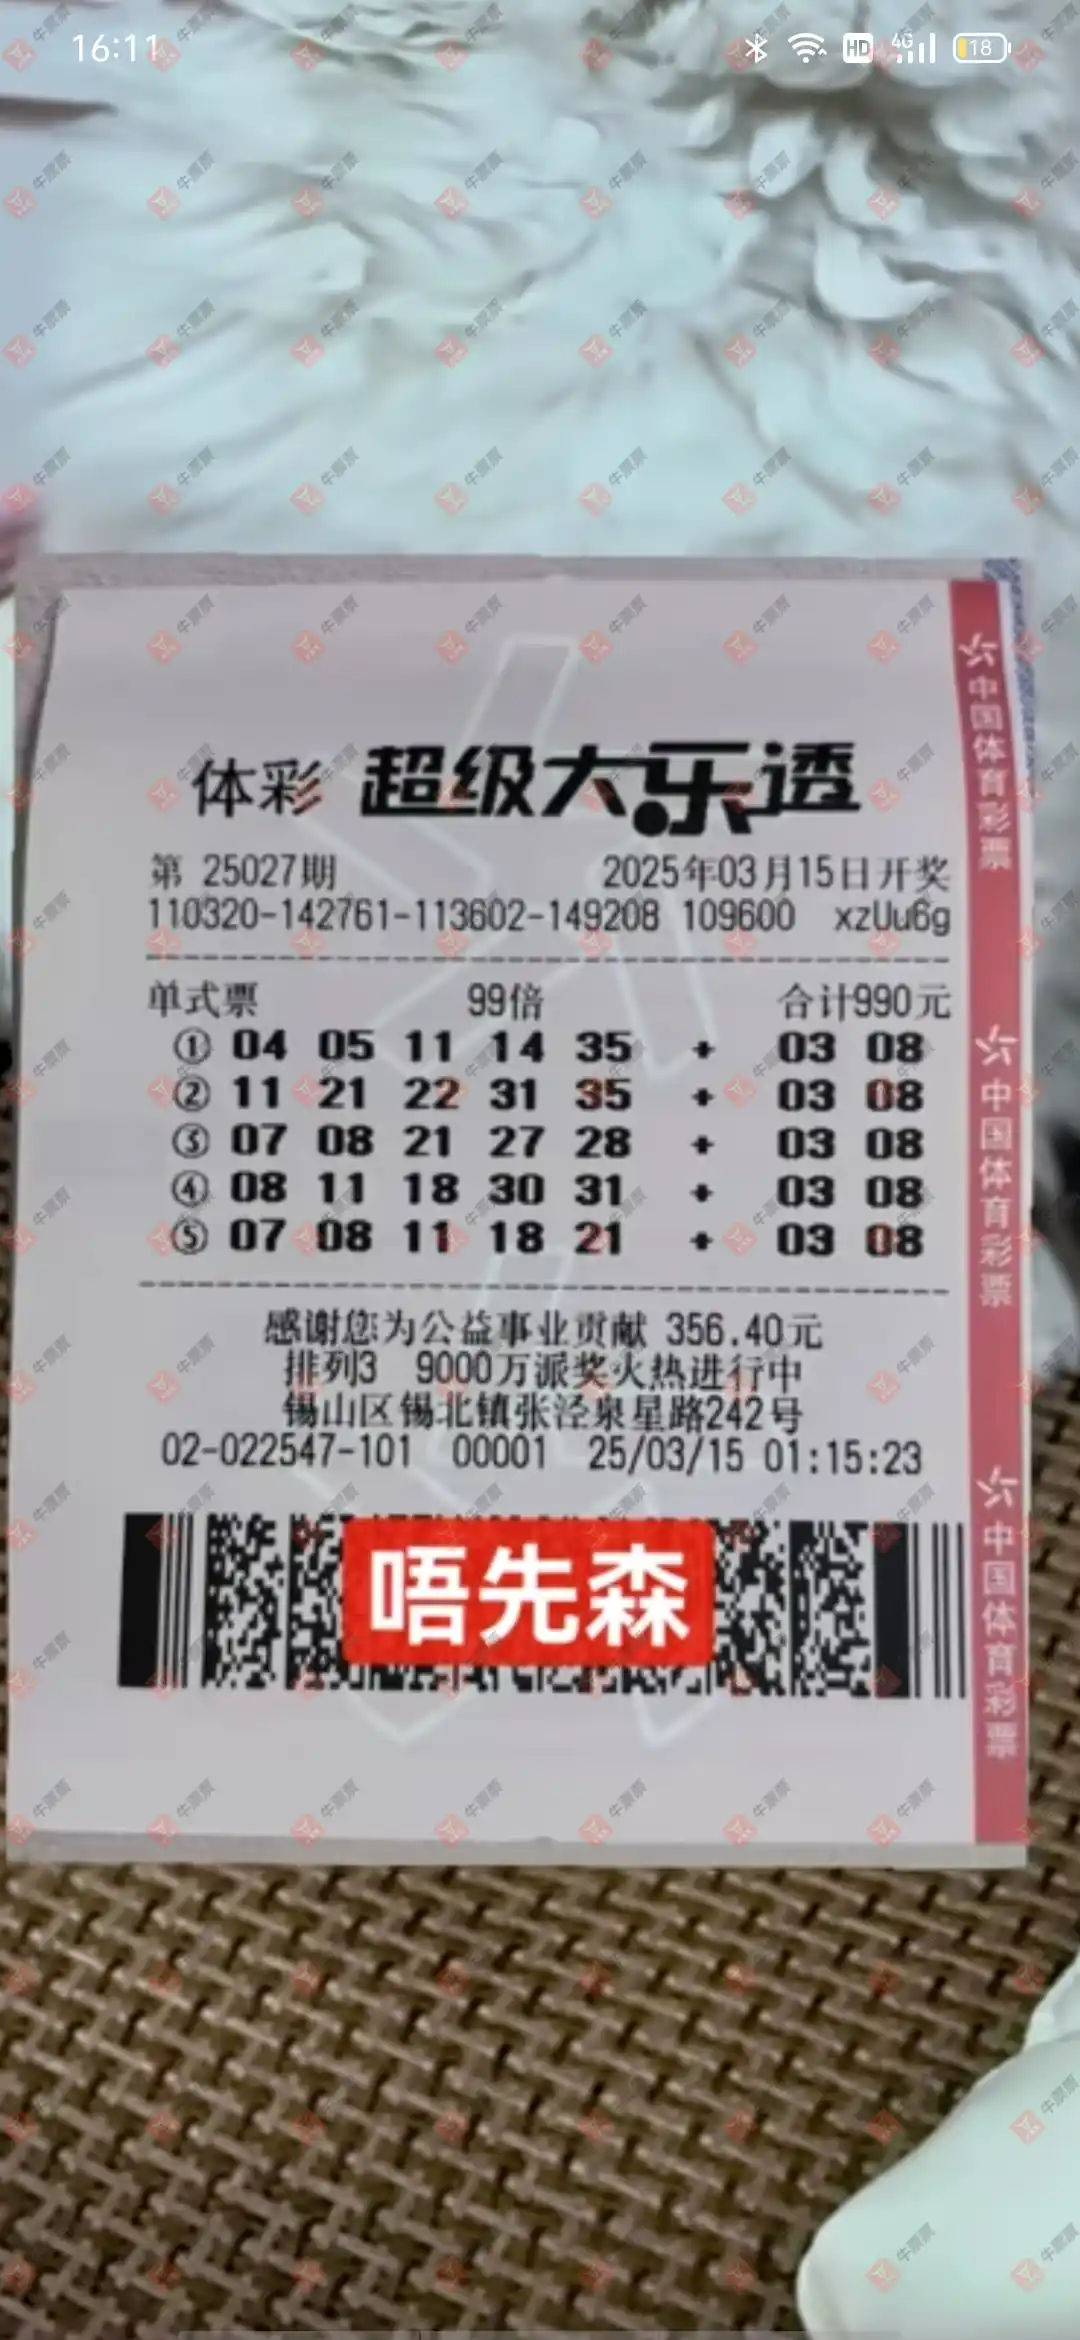 16:11
HD 4G 18
体彩 超级大乐透
第 25027期 2025年03月15日开奖
110320-142761-113602-149208 109600 xzUu6g
单式票 99倍 合计990元
① 04 05 11 14 35 + 03 08
② 11 21 22 31 35 + 03 08
③ 07 08 21 27 28 + 03 08
④ 08 11 18 30 31 + 03 08
⑤ 07 08 11 18 21 + 03 08
感谢您为公益事业贡献 356.40元
排列3 9000万派奖火热进行中
锡山区锡北镇张泾泉星路242号
02-022547-101 00001 25/03/15 01:15:23
唔先森
中国体育彩票
中国体育彩票
中国体育彩票
牛票票